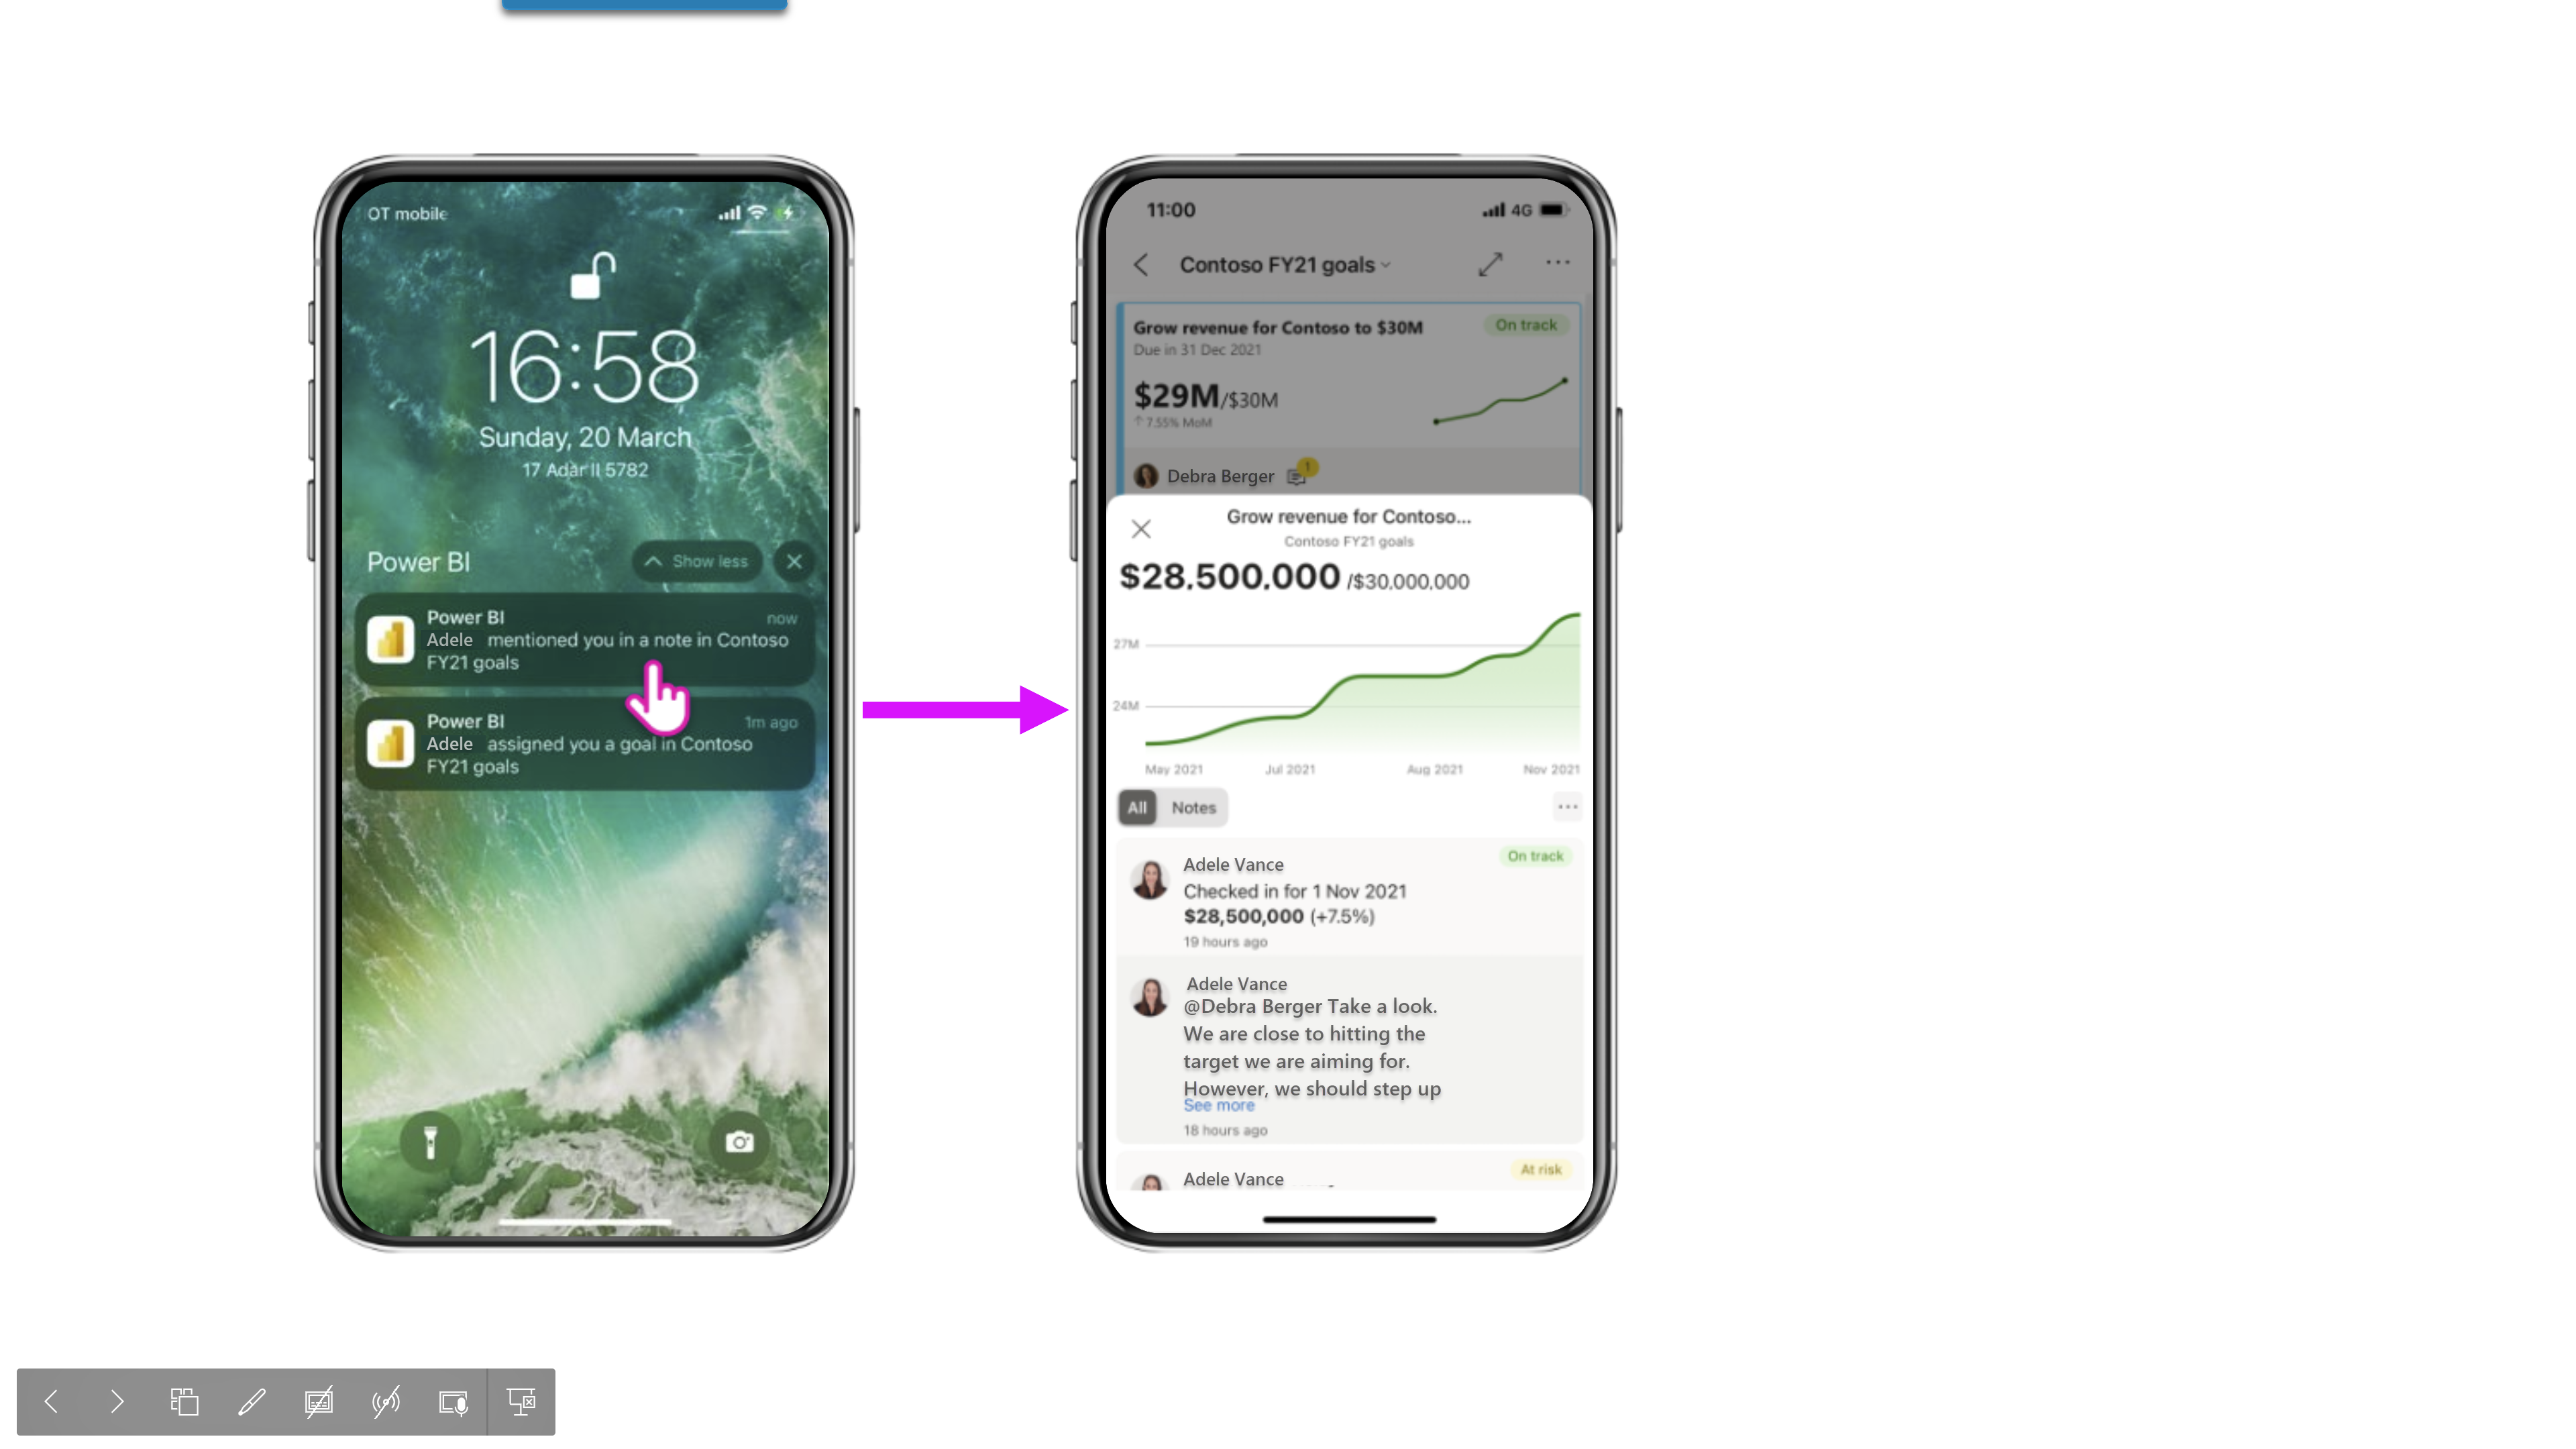 OT mobile
16:58
Sunday, 20 March
17 Adar II 5782
Power BI
Show less
Power BI
now
Adele mentioned you in a note in Contoso
FY21 goals
Power BI
1m ago
Adele assigned you a goal in Contoso
FY21 goals
11:00
4G
Contoso FY21 goals
Grow revenue for Contoso to $30M
On track
Due in 31 Dec 2021
$29M/$30M
↑ 7.55% MoM
Debra Berger
1
Grow revenue for Contoso...
Contoso FY21 goals
$28,500,000 /$30,000,000
27M
24M
May 2021
Jul 2021
Aug 2021
Nov 2021
All
Notes
Adele Vance
On track
Checked in for 1 Nov 2021
$28,500,000 (+7.5%)
19 hours ago
Adele Vance
@Debra Berger Take a look.
We are close to hitting the
target we are aiming for.
However, we should step up
See more
18 hours ago
Adele Vance
At risk